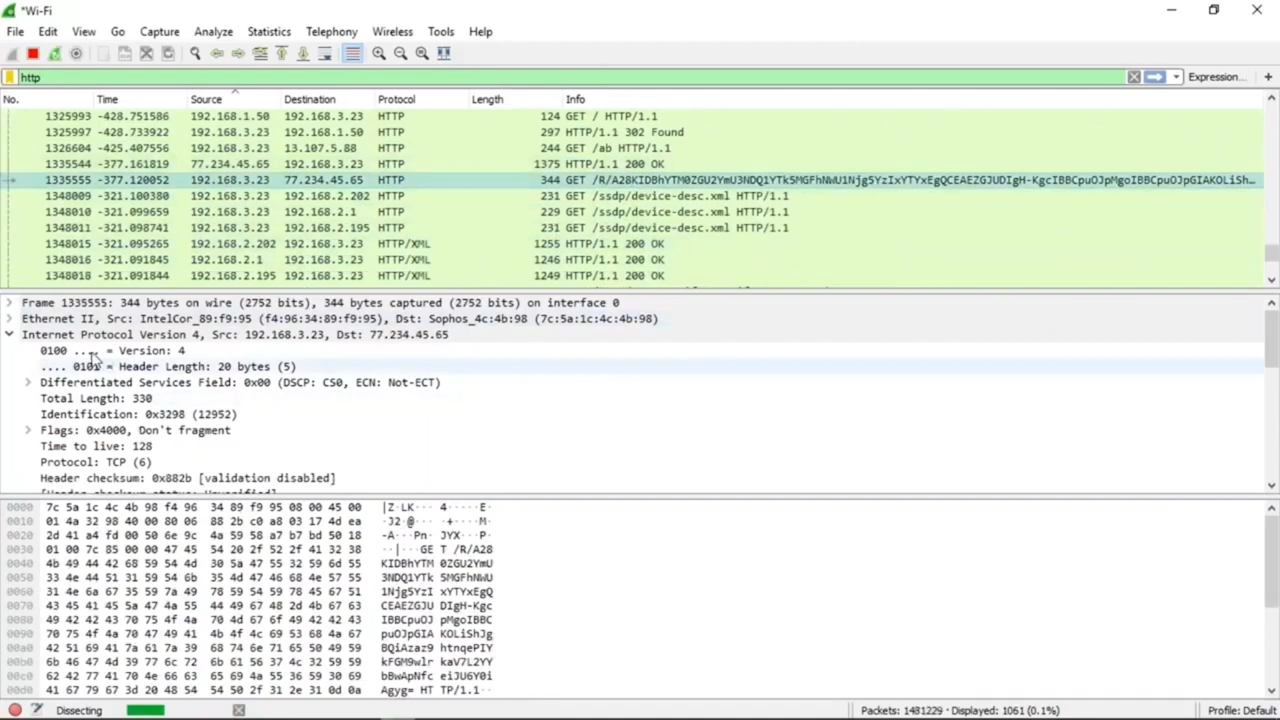 *Wi-Fi
File Edit View Go Capture Analyze Statistics Telephony Wireless Tools Help
http Expression... +
No. Time Source Destination Protocol Length Info
1325993 -428.751586 192.168.1.50 192.168.3.23 HTTP 124 GET / HTTP/1.1
1325997 -428.733922 192.168.3.23 192.168.1.50 HTTP 297 HTTP/1.1 302 Found
1326604 -425.407556 192.168.3.23 13.107.5.88 HTTP 244 GET /ab HTTP/1.1
1335544 -377.161819 77.234.45.65 192.168.3.23 HTTP 1375 HTTP/1.1 200 OK
1335555 -377.120052 192.168.3.23 77.234.45.65 HTTP 344 GET /R/A28KIDBhYTM0ZGU2YmU3NDQ1YTk5MGFhNWU1Njg5YzIxYTYxEgQCEAEZGJUDIgH-KgcIBBCpuOJpMgoIBBCpuOJpGIAKOLiSh…
1348009 -321.100380 192.168.3.23 192.168.2.202 HTTP 231 GET /ssdp/device-desc.xml HTTP/1.1
1348010 -321.099659 192.168.3.23 192.168.2.1 HTTP 229 GET /ssdp/device-desc.xml HTTP/1.1
1348011 -321.098741 192.168.3.23 192.168.2.195 HTTP 231 GET /ssdp/device-desc.xml HTTP/1.1
1348015 -321.095265 192.168.2.202 192.168.3.23 HTTP/XML 1255 HTTP/1.1 200 OK
1348016 -321.091845 192.168.2.1 192.168.3.23 HTTP/XML 1246 HTTP/1.1 200 OK
1348018 -321.091844 192.168.2.195 192.168.3.23 HTTP/XML 1249 HTTP/1.1 200 OK
Frame 1335555: 344 bytes on wire (2752 bits), 344 bytes captured (2752 bits) on interface 0
Ethernet II, Src: IntelCor_89:f9:95 (f4:96:34:89:f9:95), Dst: Sophos_4c:4b:98 (7c:5a:1c:4c:4b:98)
Internet Protocol Version 4, Src: 192.168.3.23, Dst: 77.234.45.65
0100 .... = Version: 4
.... 0101 = Header Length: 20 bytes (5)
Differentiated Services Field: 0x00 (DSCP: CS0, ECN: Not-ECT)
Total Length: 330
Identification: 0x3298 (12952)
Flags: 0x4000, Don't fragment
Time to live: 128
Protocol: TCP (6)
Header checksum: 0x882b [validation disabled]
[Header checksum status: Unverified]
0000 7c 5a 1c 4c 4b 98 f4 96 34 89 f9 95 08 00 45 00 |Z·LK··· 4·····E·
0010 01 4a 32 98 40 00 80 06 88 2b c0 a8 03 17 4d ea ·J2·@··· ·+····M·
0020 2d 41 a4 fd 00 50 6e 9c 4a 59 58 a7 b7 bd 50 18 -A···Pn· JYX···P·
0030 01 00 7c 85 00 00 47 45 54 20 2f 52 2f 41 32 38 ··|···GE T /R/A28
0040 4b 49 44 42 68 59 54 4d 30 5a 47 55 32 59 6d 55 KIDBhYTM 0ZGU2YmU
0050 33 4e 44 51 31 59 54 6b 35 4d 47 46 68 4e 57 55 3NDQ1YTk 5MGFhNWU
0060 31 4e 6a 67 35 59 7a 49 78 59 54 59 78 45 67 51 1Njg5YzI xYTYxEgQ
0070 43 45 41 45 5a 47 4a 55 44 49 67 48 2d 4b 67 63 CEAEZGJU DIgH-Kgc
0080 49 42 42 43 70 75 4f 4a 70 4d 67 6f 49 42 42 43 IBBCpuOJ pMgoIBBC
0090 70 75 4f 4a 70 47 49 41 4b 4f 4c 69 53 68 4a 67 puOJpGIA KOLiShJg
00a0 42 51 69 41 7a 61 7a 39 68 74 6e 71 65 50 49 59 BQiAzaz9 htnqePIY
00b0 6b 46 47 4d 39 77 6c 72 6b 61 56 37 4c 32 59 59 kFGM9wlr kaV7L2YY
00c0 62 42 77 41 70 4e 66 63 65 69 4a 55 36 59 30 69 bBwApNfc eiJU6Y0i
00d0 41 67 79 67 3d 20 48 54 54 50 2f 31 2e 31 0d 0a Agyg= HT TP/1.1··
Dissecting Packets: 1481229 · Displayed: 1061 (0.1%) Profile: Default